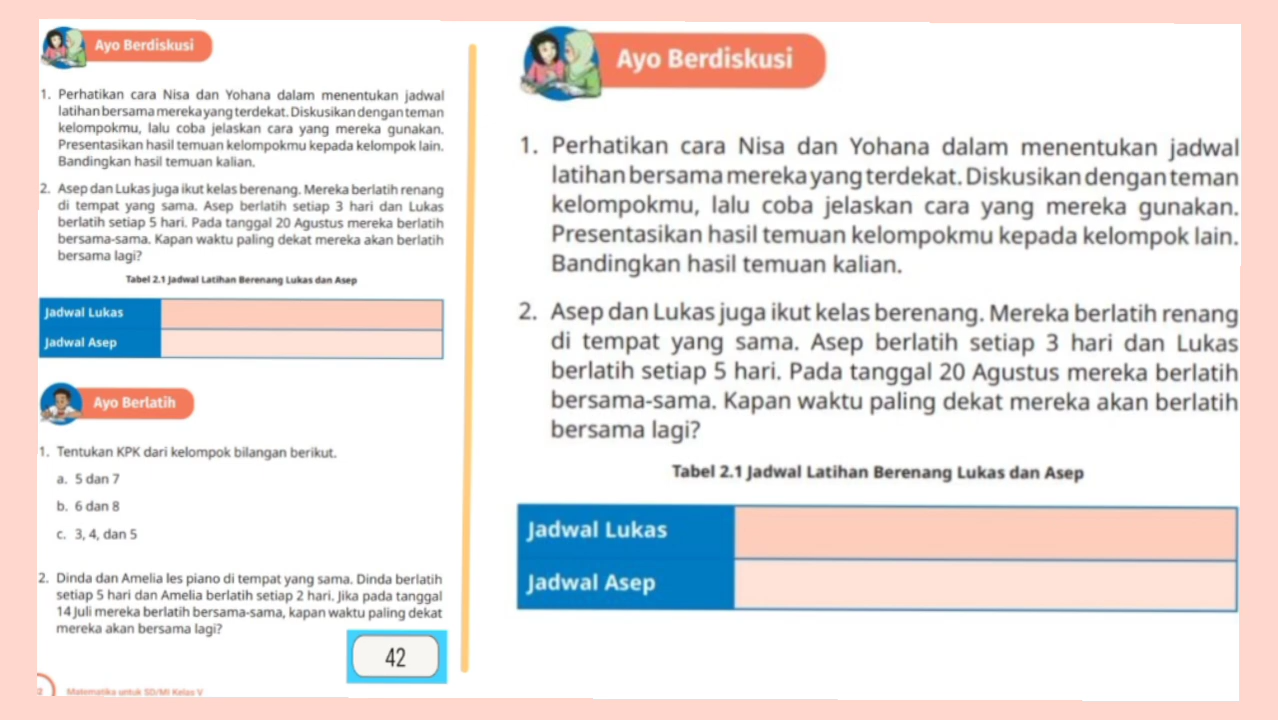 Ayo Berdiskusi
1. Perhatikan cara Nisa dan Yohana dalam menentukan jadwal
latihan bersama mereka yang terdekat. Diskusikan dengan teman
kelompokmu, lalu coba jelaskan cara yang mereka gunakan.
Presentasikan hasil temuan kelompokmu kepada kelompok lain.
Bandingkan hasil temuan kalian.
2. Asep dan Lukas juga ikut kelas berenang. Mereka berlatih renang
di tempat yang sama. Asep berlatih setiap 3 hari dan Lukas
berlatih setiap 5 hari. Pada tanggal 20 Agustus mereka berlatih
bersama-sama. Kapan waktu paling dekat mereka akan berlatih
bersama lagi?
Tabel 2.1 Jadwal Latihan Berenang Lukas dan Asep
Jadwal Lukas
Jadwal Asep
Ayo Berlatih
1. Tentukan KPK dari kelompok bilangan berikut.
a. 5 dan 7
b. 6 dan 8
c. 3, 4, dan 5
2. Dinda dan Amelia les piano di tempat yang sama. Dinda berlatih
setiap 5 hari dan Amelia berlatih setiap 2 hari. Jika pada tanggal
14 Juli mereka berlatih bersama-sama, kapan waktu paling dekat
mereka akan bersama lagi?
42
2 Matematika untuk SD/MI Kelas V
Ayo Berdiskusi
1. Perhatikan cara Nisa dan Yohana dalam menentukan jadwal
latihan bersama mereka yang terdekat. Diskusikan dengan teman
kelompokmu, lalu coba jelaskan cara yang mereka gunakan.
Presentasikan hasil temuan kelompokmu kepada kelompok lain.
Bandingkan hasil temuan kalian.
2. Asep dan Lukas juga ikut kelas berenang. Mereka berlatih renang
di tempat yang sama. Asep berlatih setiap 3 hari dan Lukas
berlatih setiap 5 hari. Pada tanggal 20 Agustus mereka berlatih
bersama-sama. Kapan waktu paling dekat mereka akan berlatih
bersama lagi?
Tabel 2.1 Jadwal Latihan Berenang Lukas dan Asep
Jadwal Lukas
Jadwal Asep